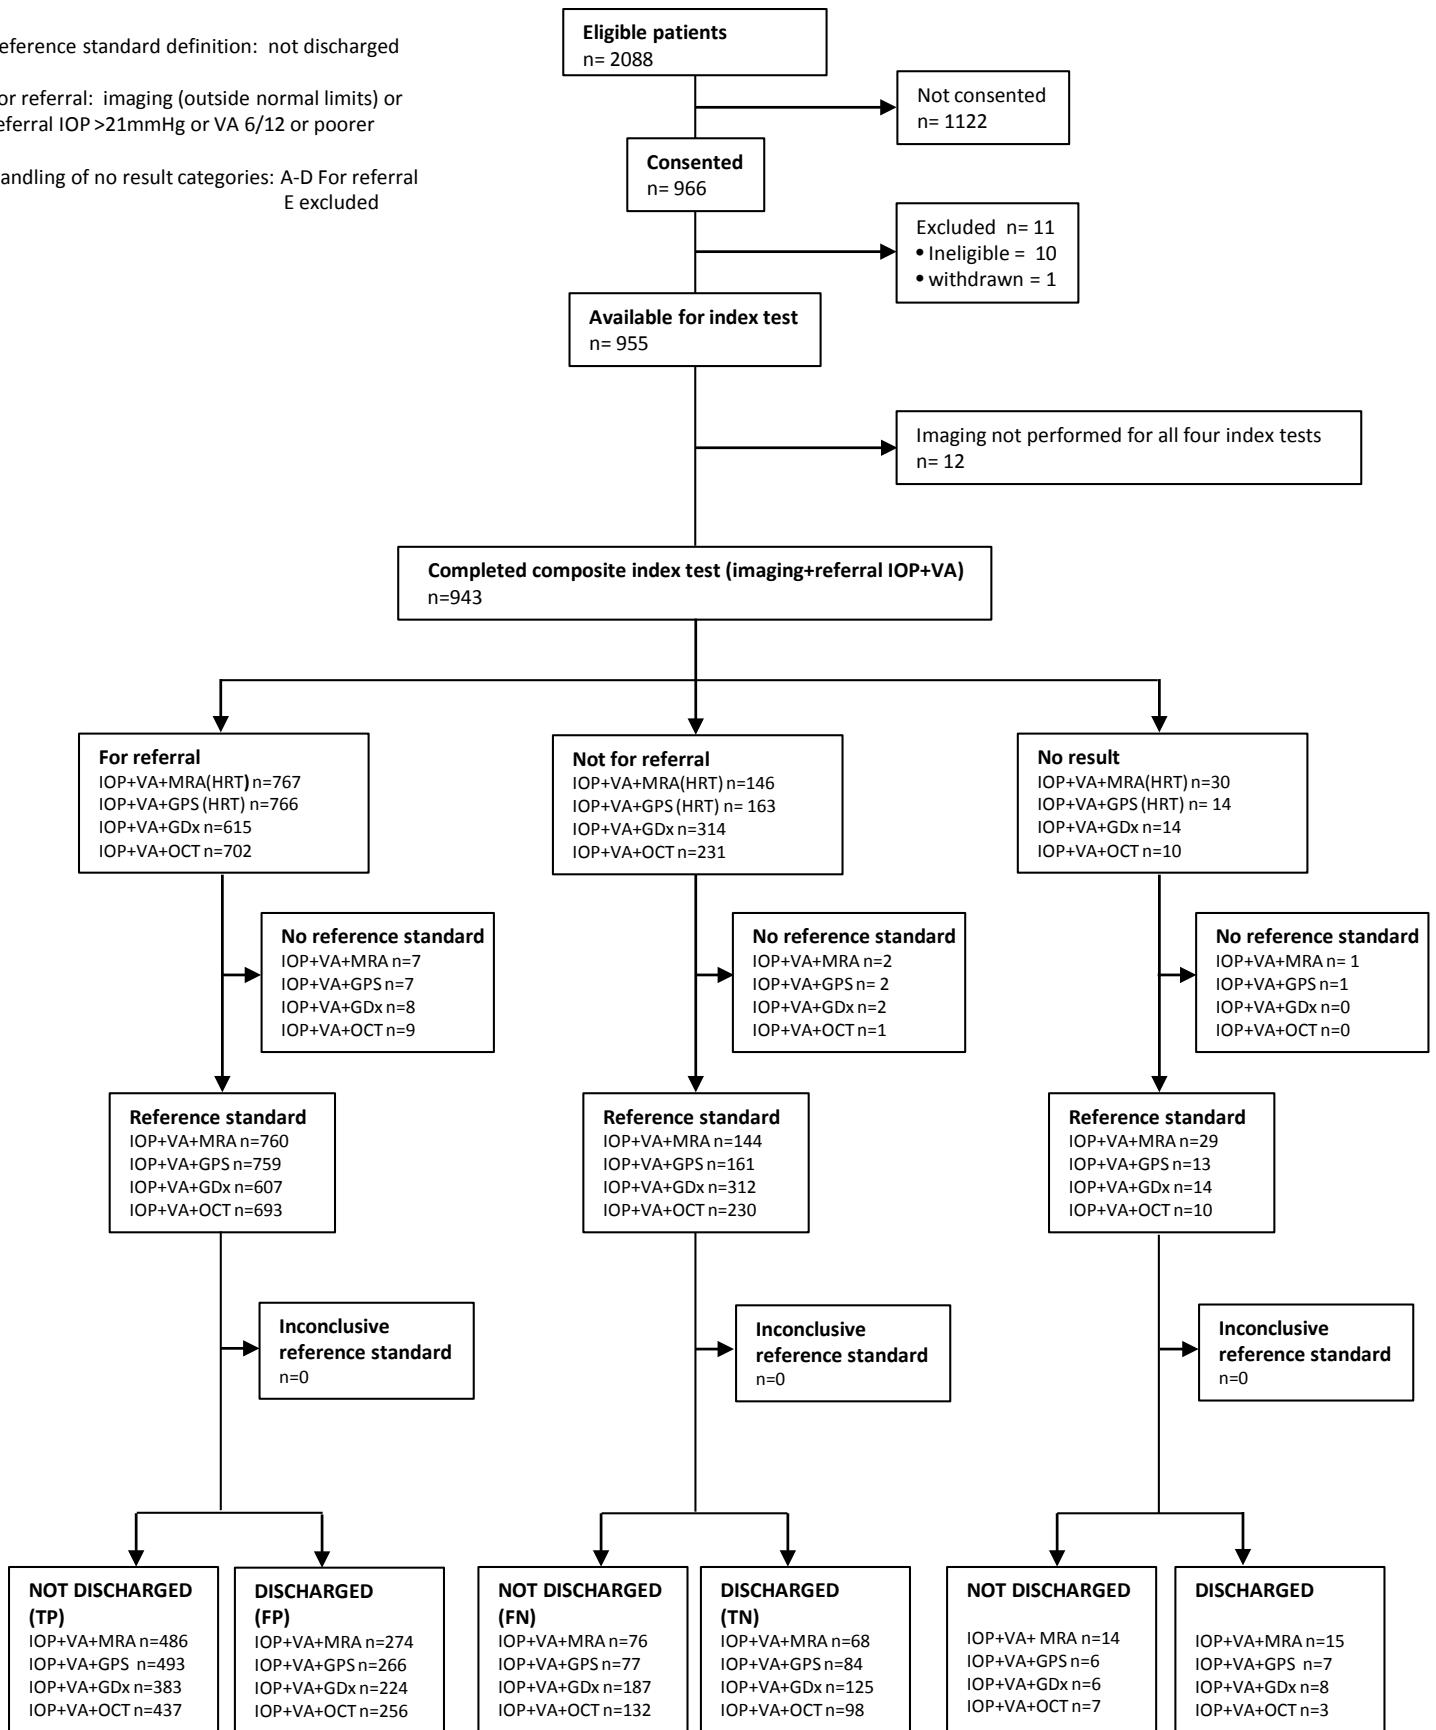 eference standard definition: not discharged
or referral: imaging (outside normal limits) or
eferral IOP >21mmHg or VA 6/12 or poorer
andling of no result categories: A-D For referral
E excluded
Eligible patients
n= 2088
Not consented
n= 1122
Consented
n= 966
Excluded n= 11
• Ineligible = 10
• withdrawn = 1
Available for index test
n= 955
Imaging not performed for all four index tests
n= 12
Completed composite index test (imaging+referral IOP+VA)
n=943
For referral
IOP+VA+MRA(HRT) n=767
IOP+VA+GPS (HRT) n=766
IOP+VA+GDx n=615
IOP+VA+OCT n=702
Not for referral
IOP+VA+MRA(HRT) n=146
IOP+VA+GPS (HRT) n= 163
IOP+VA+GDx n=314
IOP+VA+OCT n=231
No result
IOP+VA+MRA(HRT) n=30
IOP+VA+GPS (HRT) n= 14
IOP+VA+GDx n=14
IOP+VA+OCT n=10
No reference standard
IOP+VA+MRA n=7
IOP+VA+GPS n=7
IOP+VA+GDx n=8
IOP+VA+OCT n=9
No reference standard
IOP+VA+MRA n=2
IOP+VA+GPS n= 2
IOP+VA+GDx n=2
IOP+VA+OCT n=1
No reference standard
IOP+VA+MRA n= 1
IOP+VA+GPS n=1
IOP+VA+GDx n=0
IOP+VA+OCT n=0
Reference standard
IOP+VA+MRA n=760
IOP+VA+GPS n=759
IOP+VA+GDx n=607
IOP+VA+OCT n=693
Reference standard
IOP+VA+MRA n=144
IOP+VA+GPS n=161
IOP+VA+GDx n=312
IOP+VA+OCT n=230
Reference standard
IOP+VA+MRA n=29
IOP+VA+GPS n=13
IOP+VA+GDx n=14
IOP+VA+OCT n=10
Inconclusive
reference standard
n=0
Inconclusive
reference standard
n=0
Inconclusive
reference standard
n=0
NOT DISCHARGED
(TP)
IOP+VA+MRA n=486
IOP+VA+GPS n=493
IOP+VA+GDx n=383
IOP+VA+OCT n=437
DISCHARGED
(FP)
IOP+VA+MRA n=274
IOP+VA+GPS n=266
IOP+VA+GDx n=224
IOP+VA+OCT n=256
NOT DISCHARGED
(FN)
IOP+VA+MRA n=76
IOP+VA+GPS n=77
IOP+VA+GDx n=187
IOP+VA+OCT n=132
DISCHARGED
(TN)
IOP+VA+MRA n=68
IOP+VA+GPS n=84
IOP+VA+GDx n=125
IOP+VA+OCT n=98
NOT DISCHARGED
IOP+VA+ MRA n=14
IOP+VA+GPS n=6
IOP+VA+GDx n=6
IOP+VA+OCT n=7
DISCHARGED
IOP+VA+MRA n=15
IOP+VA+GPS n=7
IOP+VA+GDx n=8
IOP+VA+OCT n=3